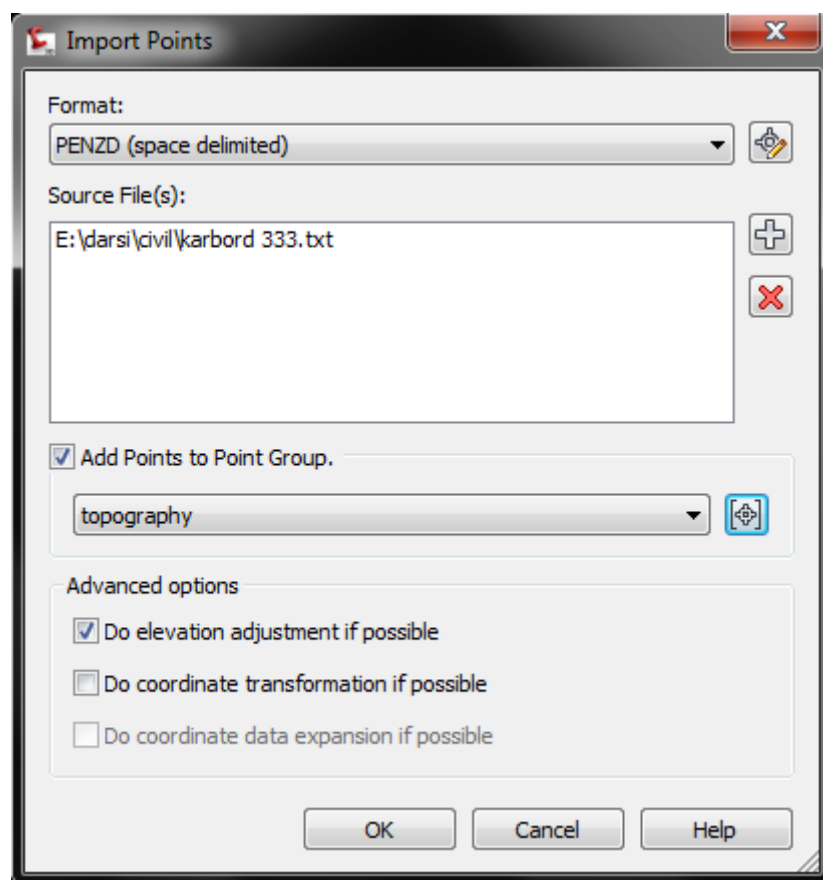 Import Points
Format:
PENZD (space delimited)
Source File(s):
E:\darsi\civil\karbord 333.txt
Add Points to Point Group.
topography
Advanced options
Do elevation adjustment if possible
Do coordinate transformation if possible
Do coordinate data expansion if possible
OK Cancel Help